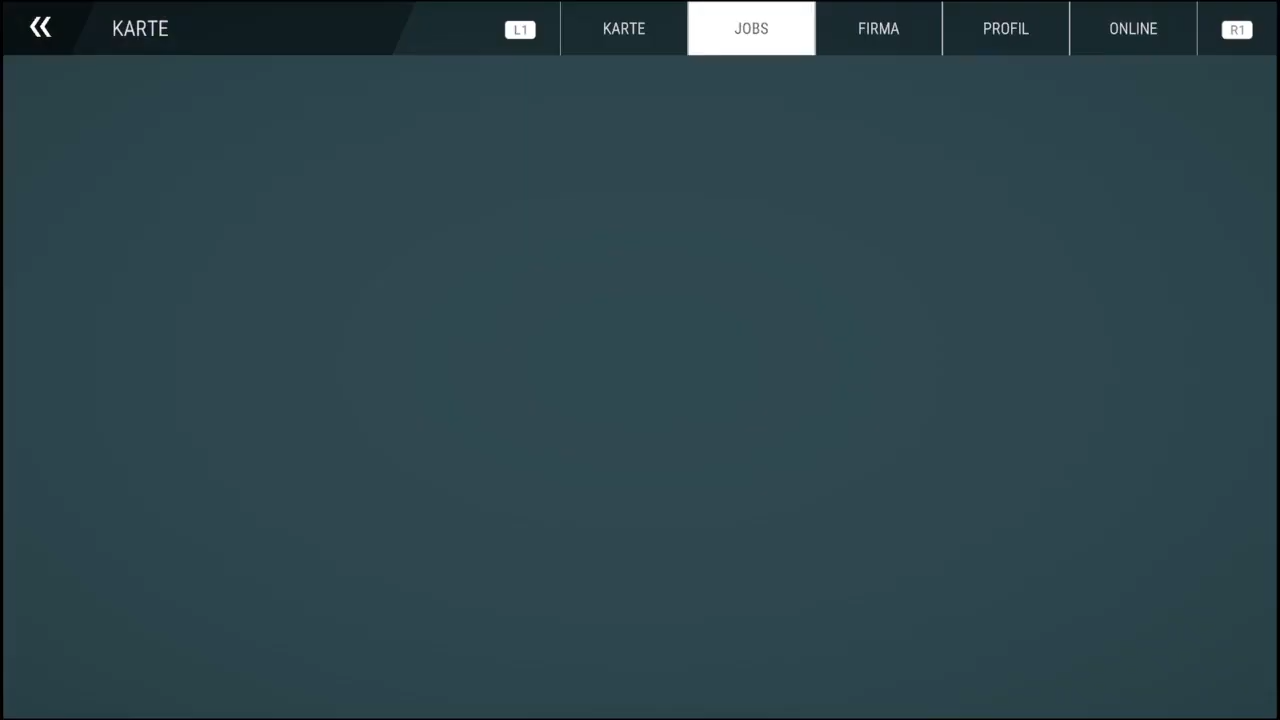 KARTE
L1
KARTE
JOBS
FIRMA
PROFIL
ONLINE
R1